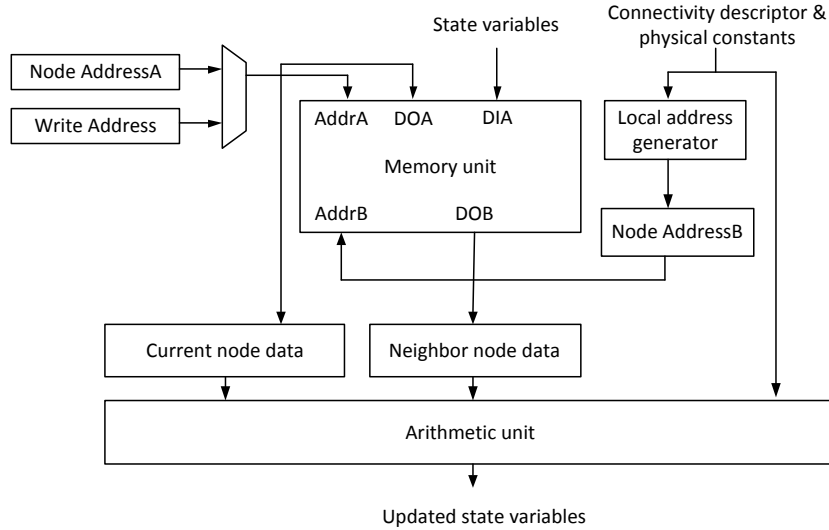 State variables
Connectivity descriptor &
physical constants
Node AddressA
Write Address
AddrA
DOA
DIA
Memory unit
AddrB
DOB
Local address
generator
Node AddressB
Current node data
Neighbor node data
Arithmetic unit
Updated state variables